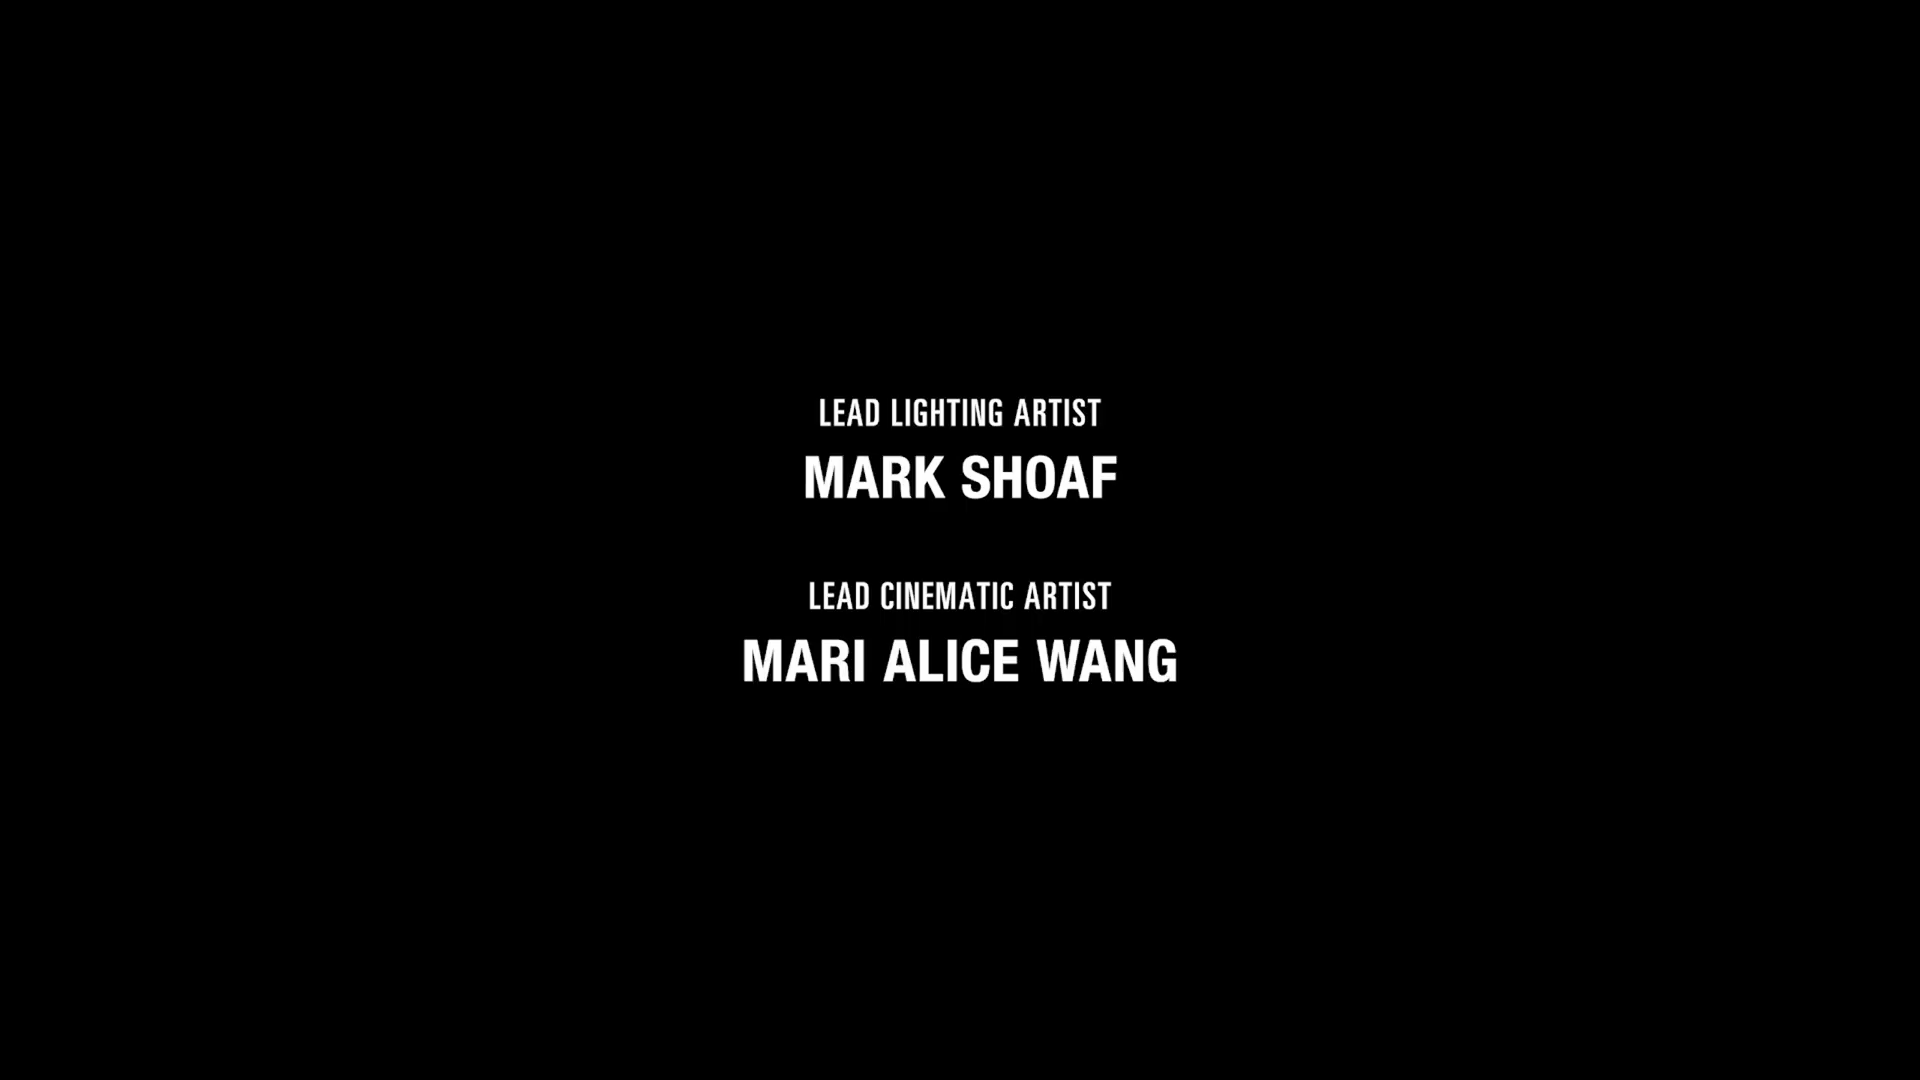 LEAD LIGHTING ARTIST
MARK SHOAF
LEAD CINEMATIC ARTIST
MARI ALICE WANG